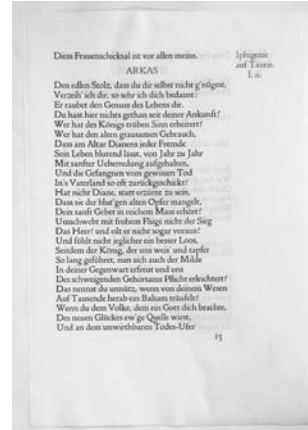 Dies Frauenschicksal ist vor allen meins.
Iphigenie
auf Tauris.
I. 2.
ARKAS
Den edlen Stolz, dass du dir selbst nicht g'nügest,
Verzeih' ich dir, so sehr ich dich bedaure:
Er raubet den Genuss des Lebens dir.
Du hast hier nichts gethan seit deiner Ankunft?
Wer hat des Königs trüben Sinn erheitert?
Wer hat den alten grausamen Gebrauch,
Dass am Altar Dianens jeder Fremde
Sein Leben blutend lässt, von Jahr zu Jahr
Mit sanfter Ueberredung aufgehalten,
Und die Gefangnen vom gewissen Tod
In's Vaterland so oft zurückgeschickt?
Hat nicht Diane, statt erzürnt zu sein,
Dass sie der blut'gen alten Opfer mangelt,
Dein sanft Gebet in reichem Mass erhört?
Umschwebt mit frohem Fluge nicht der Sieg
Das Heer? und eilt er nicht sogar voraus?
Und fühlt nicht jeglicher ein besser Loos,
Seitdem der König, der uns weis' und tapfer
So lang geführet, nun sich auch der Milde
In deiner Gegenwart erfreut und uns
Des schweigenden Gehorsams Pflicht erleichtert?
Das nennst du unnütz, wenn von deinem Wesen
Auf Tausende herab ein Balsam träufelt?
Wenn du dem Volke, dem ein Gott dich brachte,
Des neuen Glückes ew'ge Quelle wirst,
Und an dem unwirthbaren Todes-Ufer
15